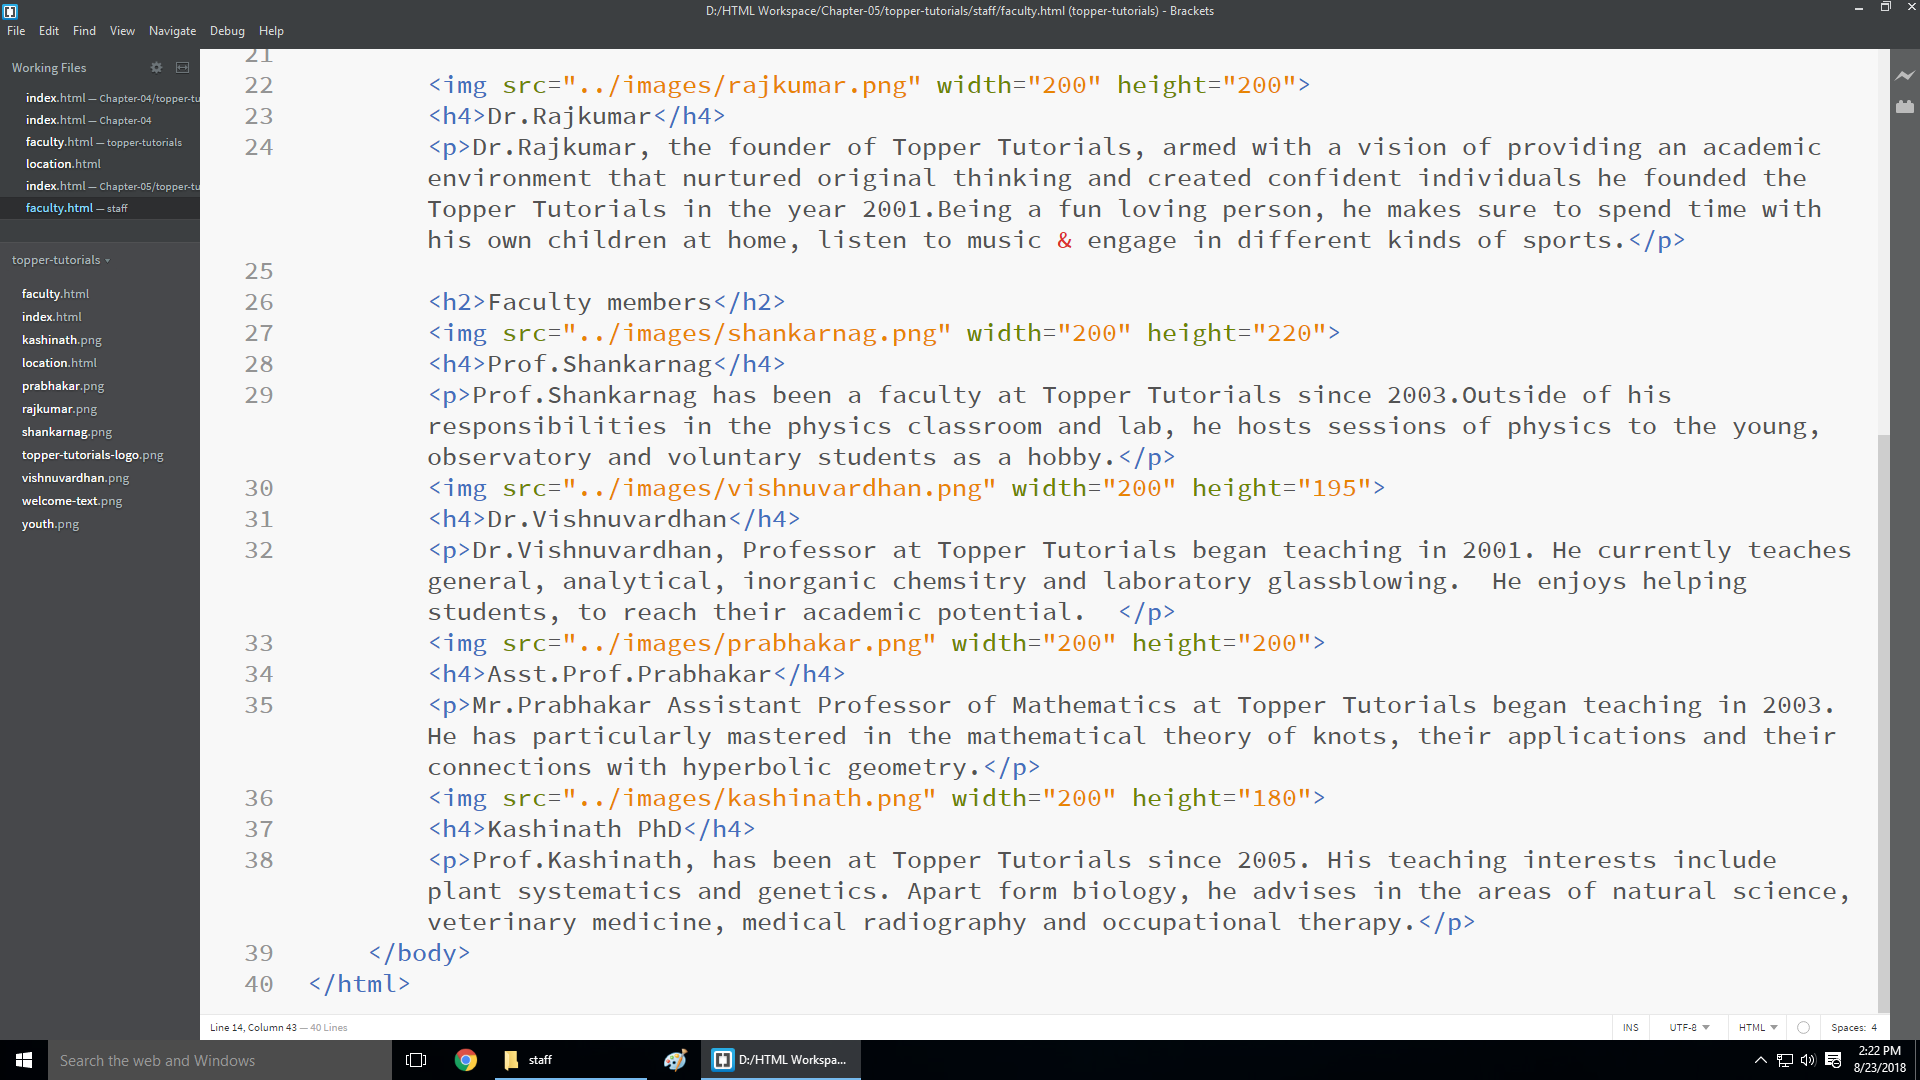 D:/HTML Workspace/Chapter-05/topper-tutorials/staff/faculty.html (topper-tutorials) - Brackets
File Edit Find View Navigate Debug Help
Working Files
index.html — Chapter-04/topper-tu
index.html — Chapter-04
faculty.html — topper-tutorials
location.html
index.html — Chapter-05/topper-tu
faculty.html — staff
topper-tutorials
faculty.html
index.html
kashinath.png
location.html
prabhakar.png
rajkumar.png
shankarnag.png
topper-tutorials-logo.png
vishnuvardhan.png
welcome-text.png
youth.png
21
22 <img src="../images/rajkumar.png" width="200" height="200">
23 <h4>Dr.Rajkumar</h4>
24 <p>Dr.Rajkumar, the founder of Topper Tutorials, armed with a vision of providing an academic
environment that nurtured original thinking and created confident individuals he founded the
Topper Tutorials in the year 2001.Being a fun loving person, he makes sure to spend time with
his own children at home, listen to music & engage in different kinds of sports.</p>
25
26 <h2>Faculty members</h2>
27 <img src="../images/shankarnag.png" width="200" height="220">
28 <h4>Prof.Shankarnag</h4>
29 <p>Prof.Shankarnag has been a faculty at Topper Tutorials since 2003.Outside of his
responsibilities in the physics classroom and lab, he hosts sessions of physics to the young,
observatory and voluntary students as a hobby.</p>
30 <img src="../images/vishnuvardhan.png" width="200" height="195">
31 <h4>Dr.Vishnuvardhan</h4>
32 <p>Dr.Vishnuvardhan, Professor at Topper Tutorials began teaching in 2001. He currently teaches
general, analytical, inorganic chemsitry and laboratory glassblowing.  He enjoys helping
students, to reach their academic potential.  </p>
33 <img src="../images/prabhakar.png" width="200" height="200">
34 <h4>Asst.Prof.Prabhakar</h4>
35 <p>Mr.Prabhakar Assistant Professor of Mathematics at Topper Tutorials began teaching in 2003.
He has particularly mastered in the mathematical theory of knots, their applications and their
connections with hyperbolic geometry.</p>
36 <img src="../images/kashinath.png" width="200" height="180">
37 <h4>Kashinath PhD</h4>
38 <p>Prof.Kashinath, has been at Topper Tutorials since 2005. His teaching interests include
plant systematics and genetics. Apart form biology, he advises in the areas of natural science,
veterinary medicine, medical radiography and occupational therapy.</p>
39 </body>
40 </html>
Line 14, Column 43 — 40 Lines
INS UTF-8 HTML Spaces: 4
Search the web and Windows
staff
D:/HTML Workspa...
2:22 PM
8/23/2018